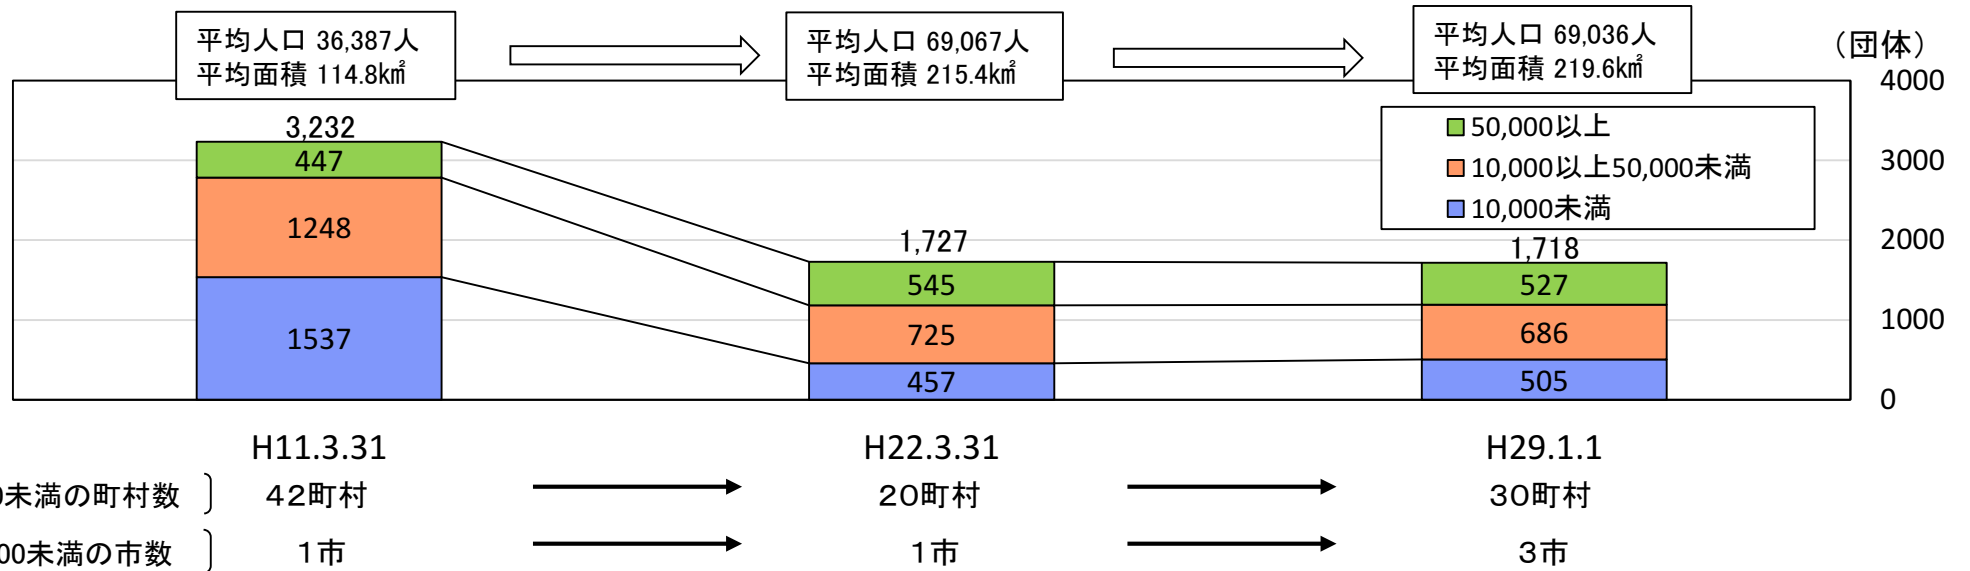 平均人口 36,387人
平均面積 114.8㎢
平均人口 69,067人
平均面積 215.4㎢
平均人口 69,036人
平均面積 219.6㎢
（団体）
4000
3000
2000
1000
0
50,000以上
10,000以上50,000未満
10,000未満
3,232
447
1248
1537
1,727
545
725
457
1,718
527
686
505
H11.3.31
H22.3.31
H29.1.1
未満の町村数
42町村
20町村
30町村
00未満の市数
1市
1市
3市